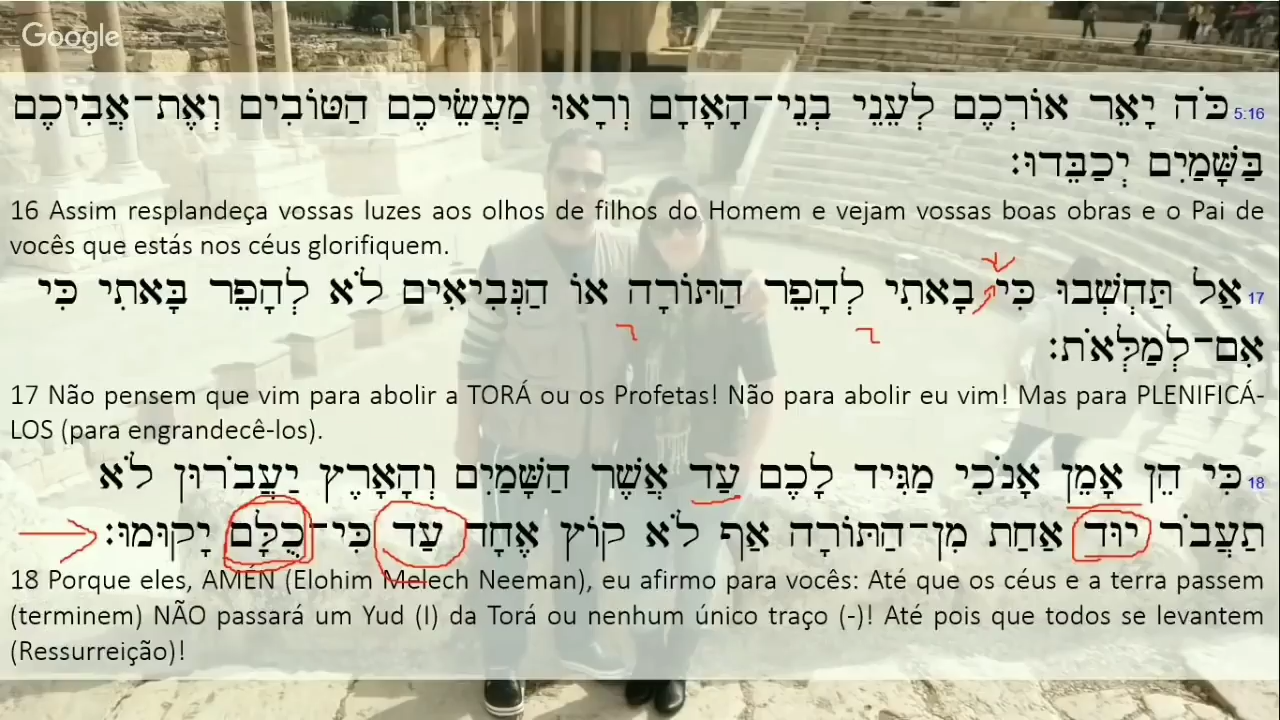 Google
5:16 כֹּה יָאֵר אוֹרְכֶם לְעֵנֵי בְּנֵי־הָאָדָם וְרָאוּ מַעֲשֵׂיכֶם הַטּוֹבִים וְאֶת־אֲבִיכֶם
בַּשָּׁמַיִם יְכַבֵּדוּ׃
16 Assim resplandeça vossas luzes aos olhos de filhos do Homem e vejam vossas boas obras e o Pai de
vocês que estás nos céus glorifiquem.
17 אַל תַּחְשְׁבוּ כִּי בָאתִי לְהָפֵר הַתּוֹרָה אוֹ הַנְּבִיאִים לֹא לְהָפֵר בָּאתִי כִּי
אִם־לְמַלְּאֹת׃
17 Não pensem que vim para abolir a TORÁ ou os Profetas! Não para abolir eu vim! Mas para PLENIFICÁ-
LOS (para engrandecê-los).
18 כִּי הֵן אָמֵן אָנֹכִי מַגִּיד לָכֶם עַד אֲשֶׁר הַשָּׁמַיִם וְהָאָרֶץ יַעֲבֹרוּן לֹא
תַעֲבֹר יוּד אַחַת מִן־הַתּוֹרָה אַף לֹא קוֹץ אֶחָד עַד כִּי־כֻלָּם יָקוּמוּ׃
18 Porque eles, AMÉN (Elohim Melech Neeman), eu afirmo para vocês: Até que os céus e a terra passem
(terminem) NÃO passará um Yud (I) da Torá ou nenhum único traço (-)! Até pois que todos se levantem
(Ressurreição)!